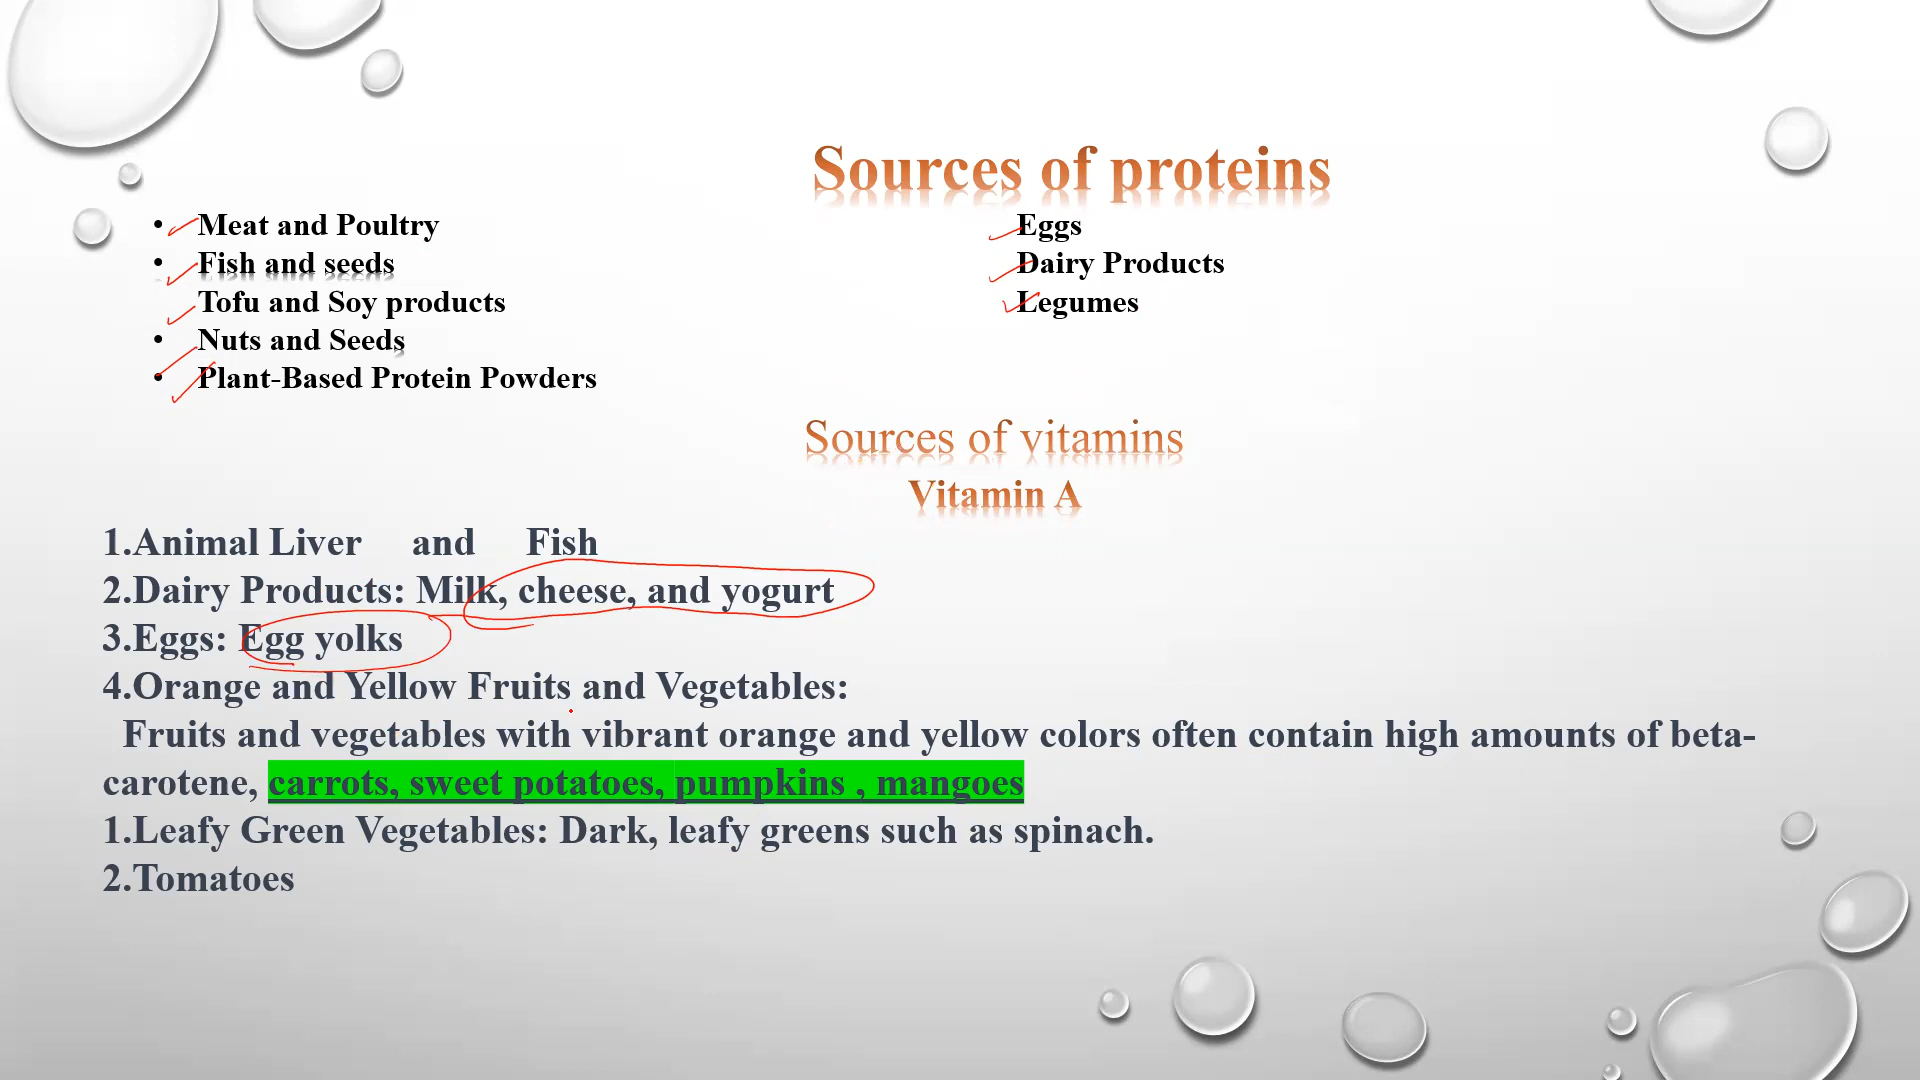 Sources of proteins
• Meat and Poultry
• Fish and seeds
Tofu and Soy products
• Nuts and Seeds
• Plant-Based Protein Powders
Eggs
Dairy Products
Legumes
Sources of vitamins
Vitamin A
1.Animal Liver and Fish
2.Dairy Products: Milk, cheese, and yogurt
3.Eggs: Egg yolks
4.Orange and Yellow Fruits and Vegetables:
Fruits and vegetables with vibrant orange and yellow colors often contain high amounts of beta-
carotene, carrots, sweet potatoes, pumpkins , mangoes
1.Leafy Green Vegetables: Dark, leafy greens such as spinach.
2.Tomatoes